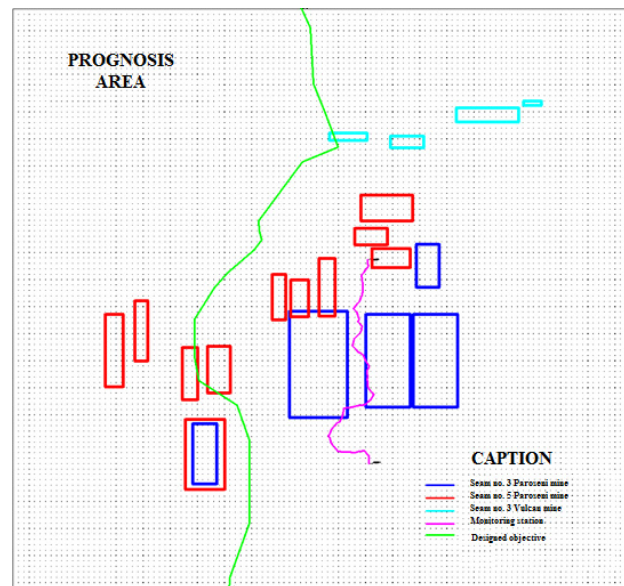 PROGNOSIS
AREA
CAPTION
Seam no. 3 Paroseni mine
Seam no. 5 Paroseni mine
Seam no. 3 Vulcan mine
Monitoring station
Designed objective